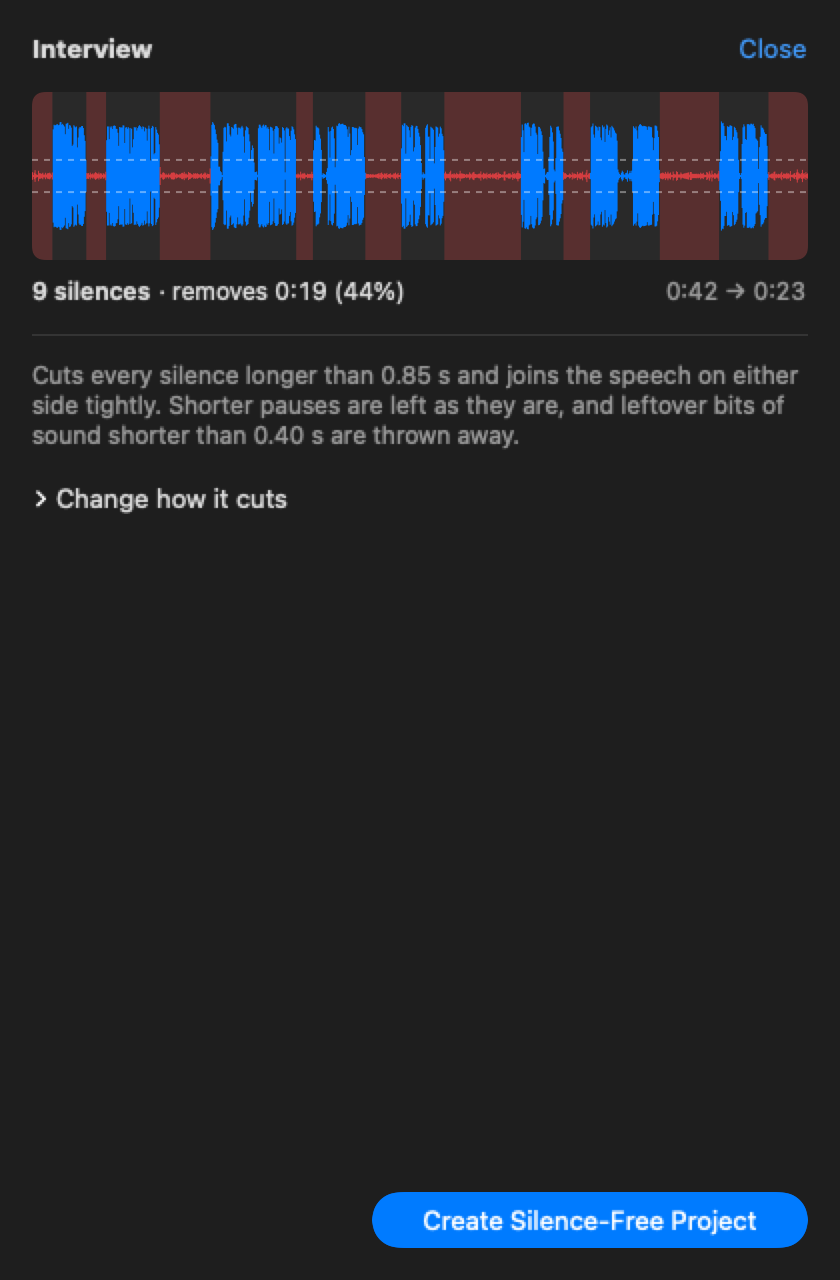 Interview
Close
9 silences · removes 0:19 (44%)
0:42 → 0:23
Cuts every silence longer than 0.85 s and joins the speech on either
side tightly. Shorter pauses are left as they are, and leftover bits of
sound shorter than 0.40 s are thrown away.
> Change how it cuts
Create Silence-Free Project